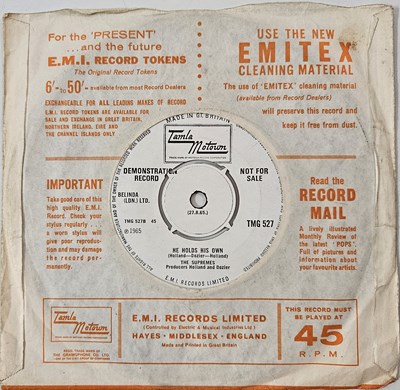 For the 'PRESENT'
...and the future
E.M.I. RECORD TOKENS
The Original Record Tokens
6/- to 50/- available from most Record Dealers
EXCHANGEABLE FOR ALL LEADING MAKES OF RECORD
E.M.I. RECORD TOKENS ARE AVAILABLE FOR
SALE AND EXCHANGE IN GREAT BRITAIN,
NORTHERN IRELAND, EIRE AND
THE CHANNEL ISLANDS ONLY
USE THE NEW
EMITEX
CLEANING MATERIAL
The use of 'EMITEX' cleaning material
(available from Record Dealers)
will preserve this record and
keep it free from dust.
IMPORTANT
Take good care of this
high quality E.M.I.
Record. Check your
stylus regularly...
a worn stylus will
give poor reproduction
and may damage
the record
permanently.
Read the
RECORD
MAIL
A lively illustrated
Monthly Review of
the latest 'POPS'.
Full of pictures and
information about
your favourite artists
MADE IN GT. BRITAIN
Tamla
Motown
DEMONSTRATION
RECORD
NOT FOR
SALE
BELINDA
(LDN.) LTD.
(27.8.65.)
TMG 527B 45
TMG 527
℗1965
HE HOLDS HIS OWN
(Holland—Dozier—Holland)
THE SUPREMES
Producers Holland and Dozier
Tamla
Motown
THE GRAMOPHONE CO. LTD.
E.M.I. RECORDS LIMITED
(Controlled by Electric & Musical Industries Ltd.)
HAYES · MIDDLESEX · ENGLAND
Made and Printed in Great Britain
THIS RECORD MUST
BE PLAYED AT
45
R.P.M.